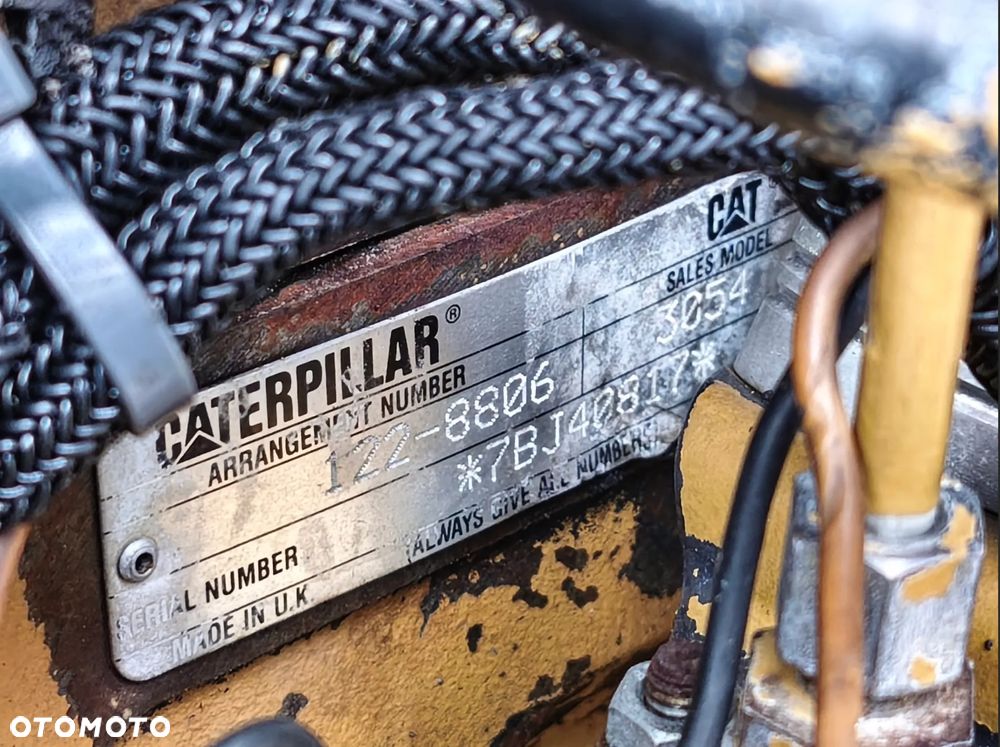 CAT
SALES MODEL
3054
CATERPILLAR®
ARRANGEMENT NUMBER
122-8806
*7BJ40817*
SERIAL NUMBER
(ALWAYS GIVE ALL NUMBERS)
MADE IN U.K.
OTOMOTO